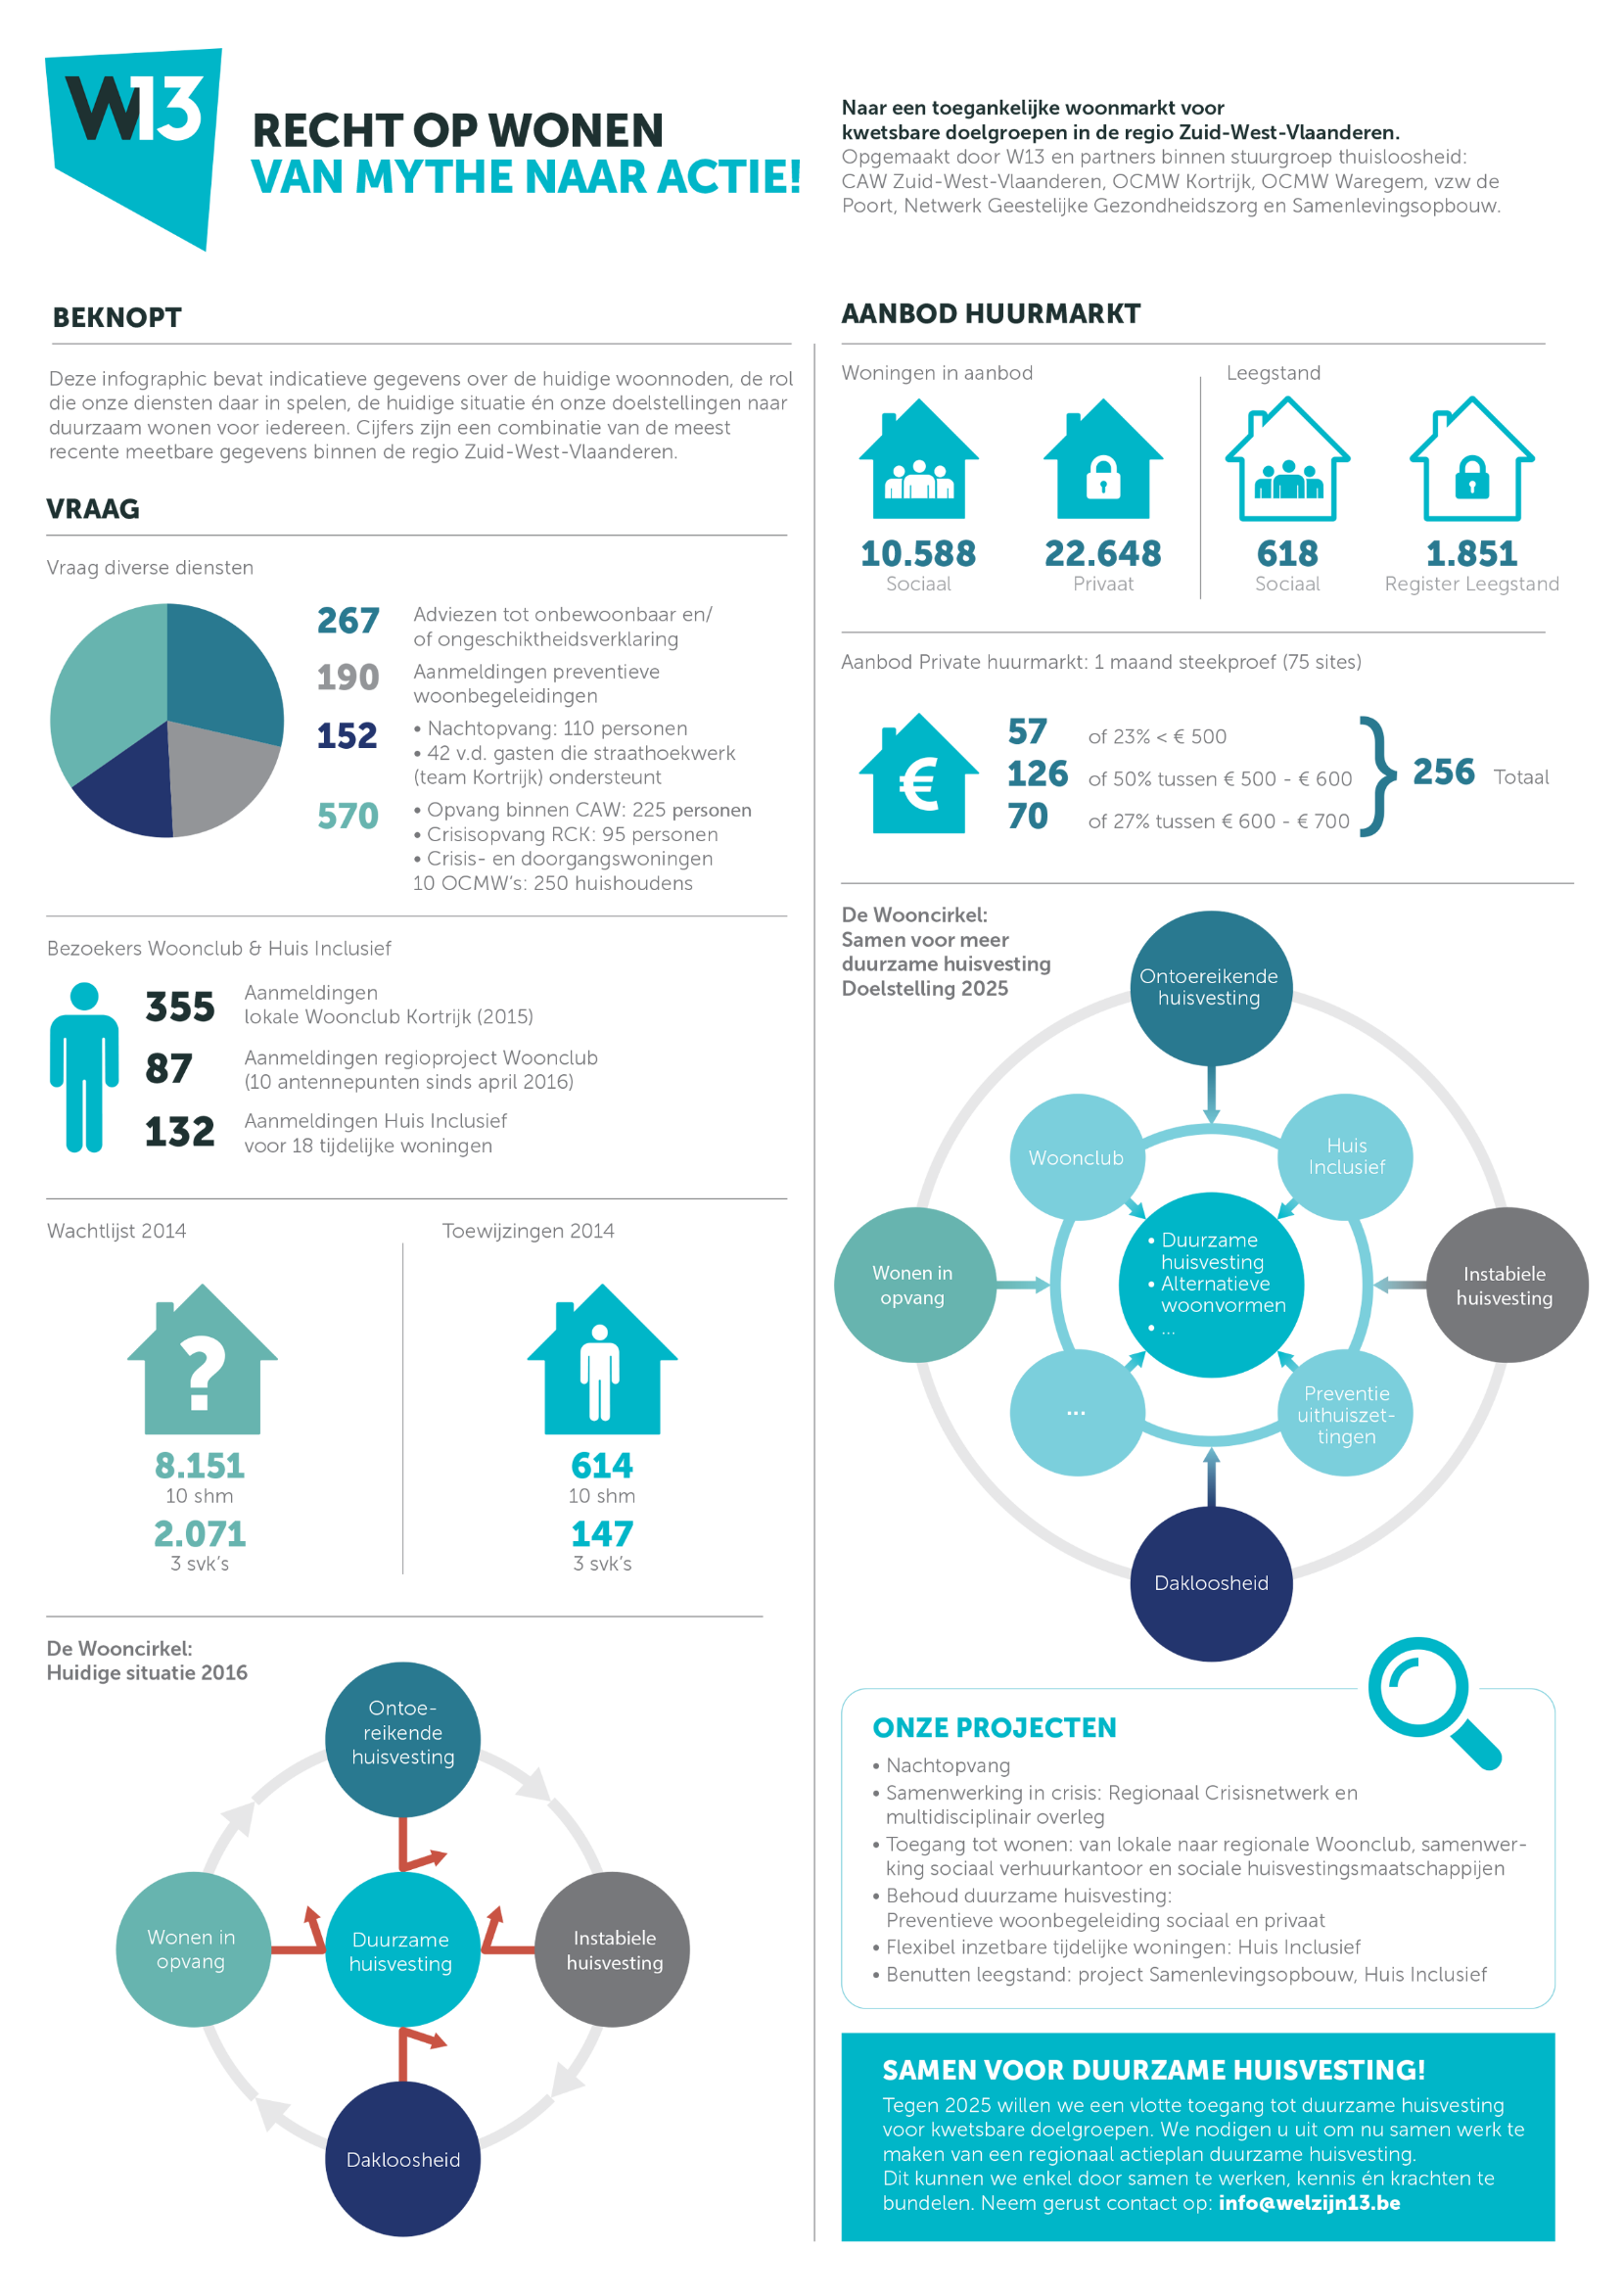 W13
RECHT OP WONEN
VAN MYTHE NAAR ACTIE!
Naar een toegankelijke woonmarkt voor
kwetsbare doelgroepen in de regio Zuid-West-Vlaanderen.
Opgemaakt door W13 en partners binnen stuurgroep thuisloosheid:
CAW Zuid-West-Vlaanderen, OCMW Kortrijk, OCMW Waregem, vzw de
Poort, Netwerk Geestelijke Gezondheidszorg en Samenlevingsopbouw.
BEKNOPT
Deze infographic bevat indicatieve gegevens over de huidige woonnoden, de rol
die onze diensten daar in spelen, de huidige situatie én onze doelstellingen naar
duurzaam wonen voor iedereen. Cijfers zijn een combinatie van de meest
recente meetbare gegevens binnen de regio Zuid-West-Vlaanderen.
VRAAG
Vraag diverse diensten
267 Adviezen tot onbewoonbaar en/
of ongeschiktheidsverklaring
190 Aanmeldingen preventieve
woonbegeleidingen
152 • Nachtopvang: 110 personen
• 42 v.d. gasten die straathoekwerk
(team Kortrijk) ondersteunt
570 • Opvang binnen CAW: 225 personen
• Crisisopvang RCK: 95 personen
• Crisis- en doorgangswoningen
10 OCMW's: 250 huishoudens
Bezoekers Woonclub & Huis Inclusief
355 Aanmeldingen
lokale Woonclub Kortrijk (2015)
87 Aanmeldingen regioproject Woonclub
(10 antennepunten sinds april 2016)
132 Aanmeldingen Huis Inclusief
voor 18 tijdelijke woningen
Wachtlijst 2014
?
8.151
10 shm
2.071
3 svk's
Toewijzingen 2014
614
10 shm
147
3 svk's
De Wooncirkel:
Huidige situatie 2016
Ontoe-
reikende
huisvesting
Wonen in
opvang
Duurzame
huisvesting
Instabiele
huisvesting
Dakloosheid
AANBOD HUURMARKT
Woningen in aanbod
10.588
Sociaal
22.648
Privaat
Leegstand
618
Sociaal
1.851
Register Leegstand
Aanbod Private huurmarkt: 1 maand steekproef (75 sites)
€
57 of 23% < € 500
126 of 50% tussen € 500 - € 600
70 of 27% tussen € 600 - € 700
} 256 Totaal
De Wooncirkel:
Samen voor meer
duurzame huisvesting
Doelstelling 2025
Ontoereikende
huisvesting
Woonclub
Huis
Inclusief
Wonen in
opvang
• Duurzame
huisvesting
• Alternatieve
woonvormen
• ...
Instabiele
huisvesting
...
Preventie
uithuiszet-
tingen
Dakloosheid
ONZE PROJECTEN
• Nachtopvang
• Samenwerking in crisis: Regionaal Crisisnetwerk en
multidisciplinair overleg
• Toegang tot wonen: van lokale naar regionale Woonclub, samenwer-
king sociaal verhuurkantoor en sociale huisvestingsmaatschappijen
• Behoud duurzame huisvesting:
Preventieve woonbegeleiding sociaal en privaat
• Flexibel inzetbare tijdelijke woningen: Huis Inclusief
• Benutten leegstand: project Samenlevingsopbouw, Huis Inclusief
SAMEN VOOR DUURZAME HUISVESTING!
Tegen 2025 willen we een vlotte toegang tot duurzame huisvesting
voor kwetsbare doelgroepen. We nodigen u uit om nu samen werk te
maken van een regionaal actieplan duurzame huisvesting.
Dit kunnen we enkel door samen te werken, kennis én krachten te
bundelen. Neem gerust contact op: info@welzijn13.be